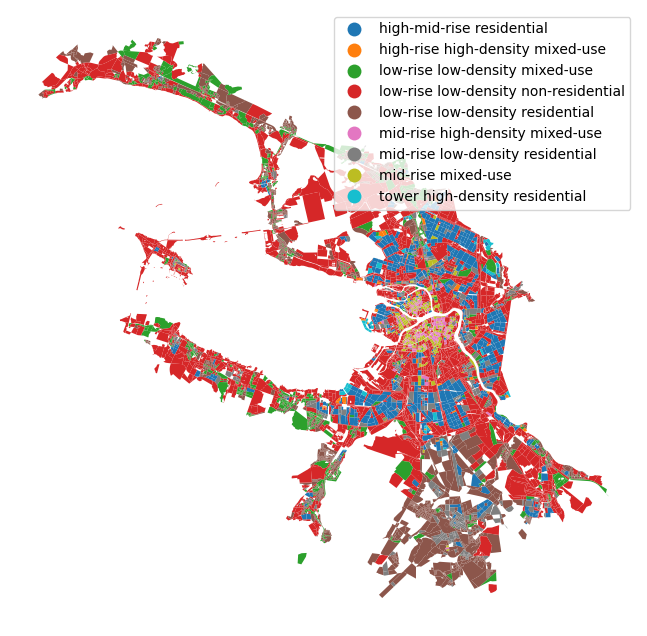 high-mid-rise residential
high-rise high-density mixed-use
low-rise low-density mixed-use
low-rise low-density non-residential
low-rise low-density residential
mid-rise high-density mixed-use
mid-rise low-density residential
mid-rise mixed-use
tower high-density residential